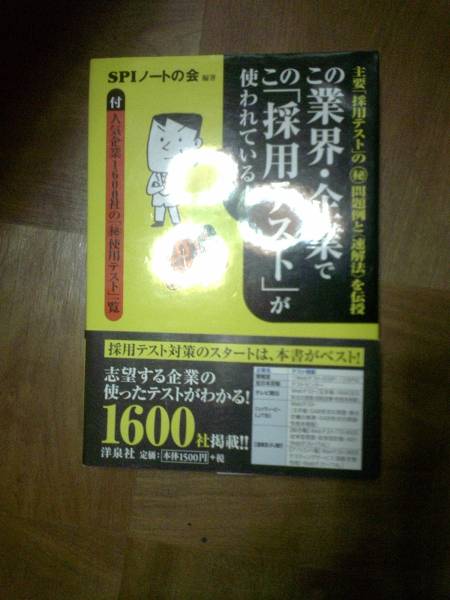 主要「採用テスト」の㊙問題例と「速解法」を伝授
この業界・企業で
この「採用テスト」が
使われている!
SPIノートの会 編著
付 人気企業1600社の「㊙使用テスト」一覧
採用テスト対策のスタートは、本書がベスト!
志望する企業の
使ったテストがわかる!
1600社掲載!!
洋泉社 定価:本体1500円+税